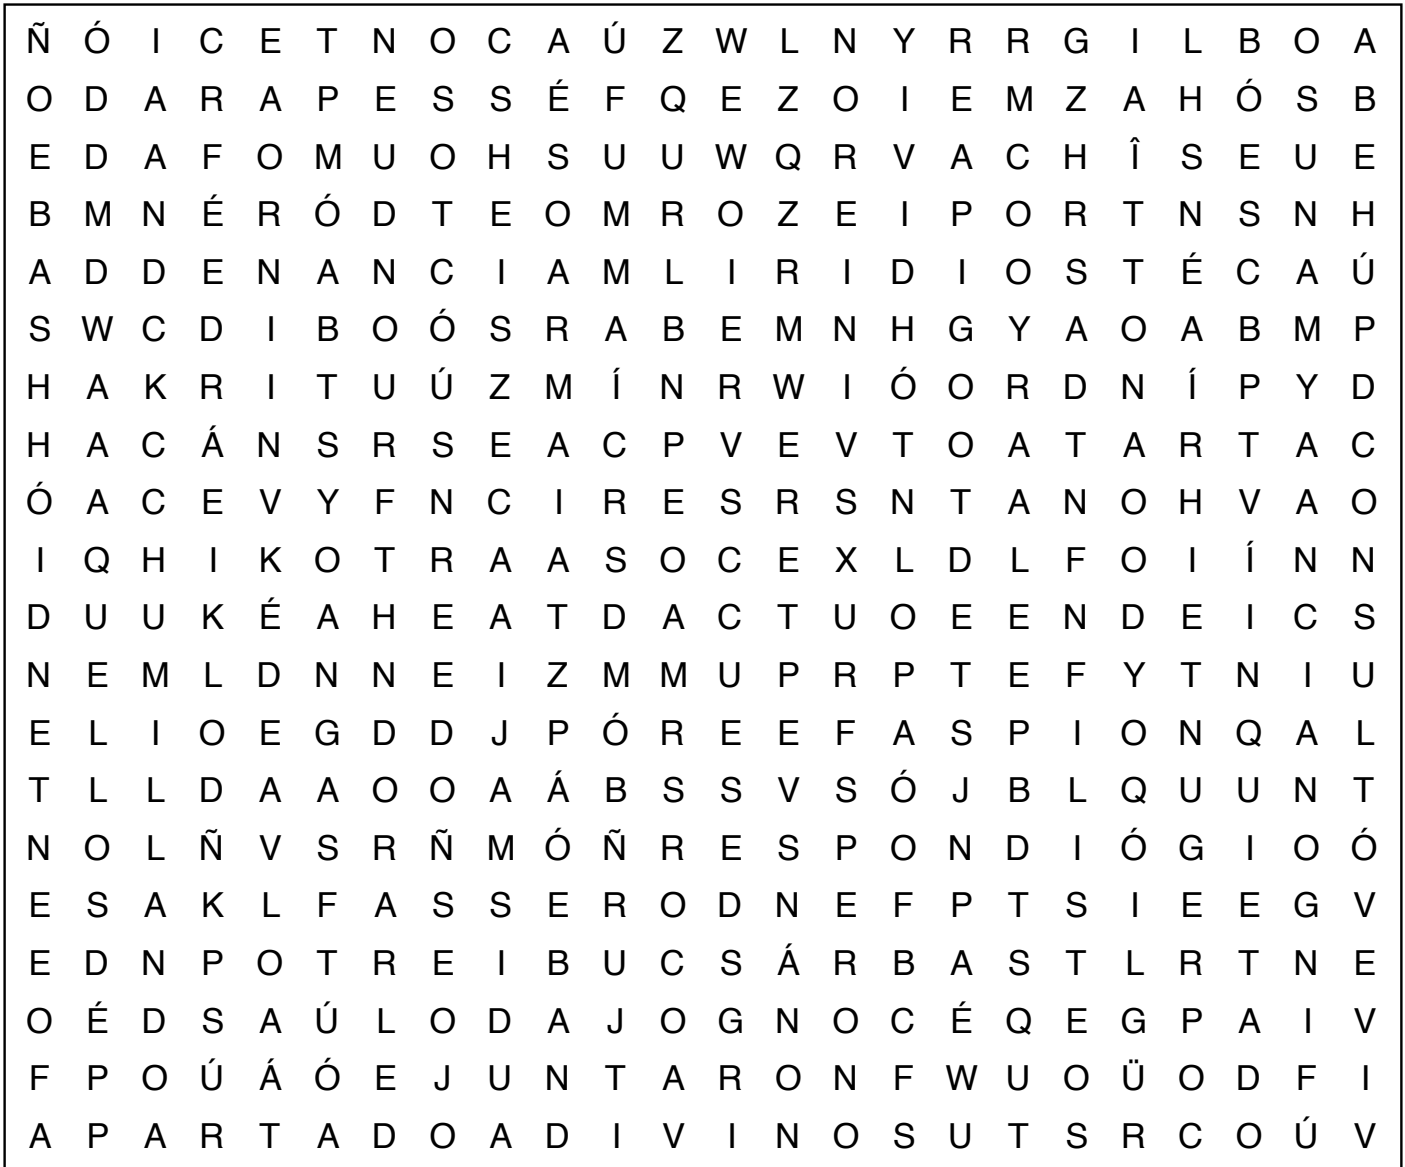 Ñ Ó I C E T N O C A Ú Z W L N Y R R G I L B O A
O D A R A P E S S É F Q E Z O I E M Z A H Ó S B
E D A F O M U O H S U U W Q R V A C H Î S E U E
B M N É R Ó D T E O M R O Z E I P O R T N S N H
A D D E N A N C I A M L I R I D I O S T É C A Ú
S W C D I B O Ó S R A B E M N H G Y A O A B M P
H A K R I T U Ú Z M Í N R W I Ó O R D N Í P Y D
H A C Á N S R S E A C P V E V T O A T A R T A C
Ó A C E V Y F N C I R E S R S N T A N O H V A O
I Q H I K O T R A A S O C E X L D L F O I Í N N
D U U K É A H E A T D A C T U O E E N D E I C S
N E M L D N N E I Z M M U P R P T E F Y T N I U
E L I O E G D D J P Ó R E E F A S P I O N Q A L
T L L D A A O O A Á B S S V S Ó J B L Q U U N T
N O L Ñ V S R Ñ M Ó Ñ R E S P O N D I Ó G I O Ó
E S A K L F A S S E R O D N E F P T S I E E G V
E D N P O T R E I B U C S Á R B A S T L R T N E
O É D S A Ú L O D A J O G N O C É Q E G P A I V
F P O Ú Á Ó E J U N T A R O N F W U O Ü O D F I
A P A R T A D O A D I V I N O S U T S R C O Ú V